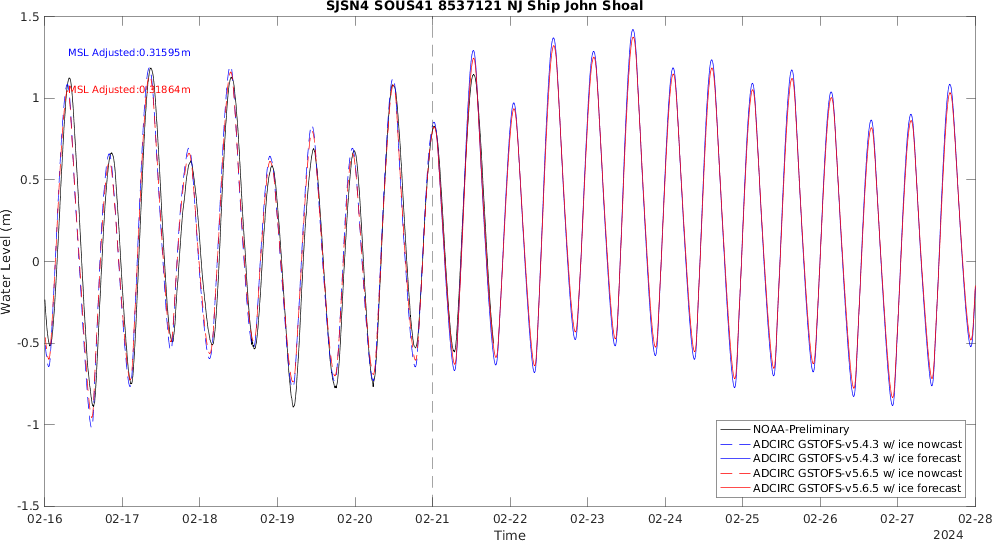 SJSN4 SOUS41 8537121 NJ Ship John Shoal
1.5
MSL Adjusted:0.31595m
MSL Adjusted:0.31864m
1
0.5
0
-0.5
-1
-1.5
Water Level (m)
NOAA-Preliminary
ADCIRC GSTOFS-v5.4.3 w/ ice nowcast
ADCIRC GSTOFS-v5.4.3 w/ ice forecast
ADCIRC GSTOFS-v5.6.5 w/ ice nowcast
ADCIRC GSTOFS-v5.6.5 w/ ice forecast
02-16 02-17 02-18 02-19 02-20 02-21 02-22 02-23 02-24 02-25 02-26 02-27 02-28
Time
2024